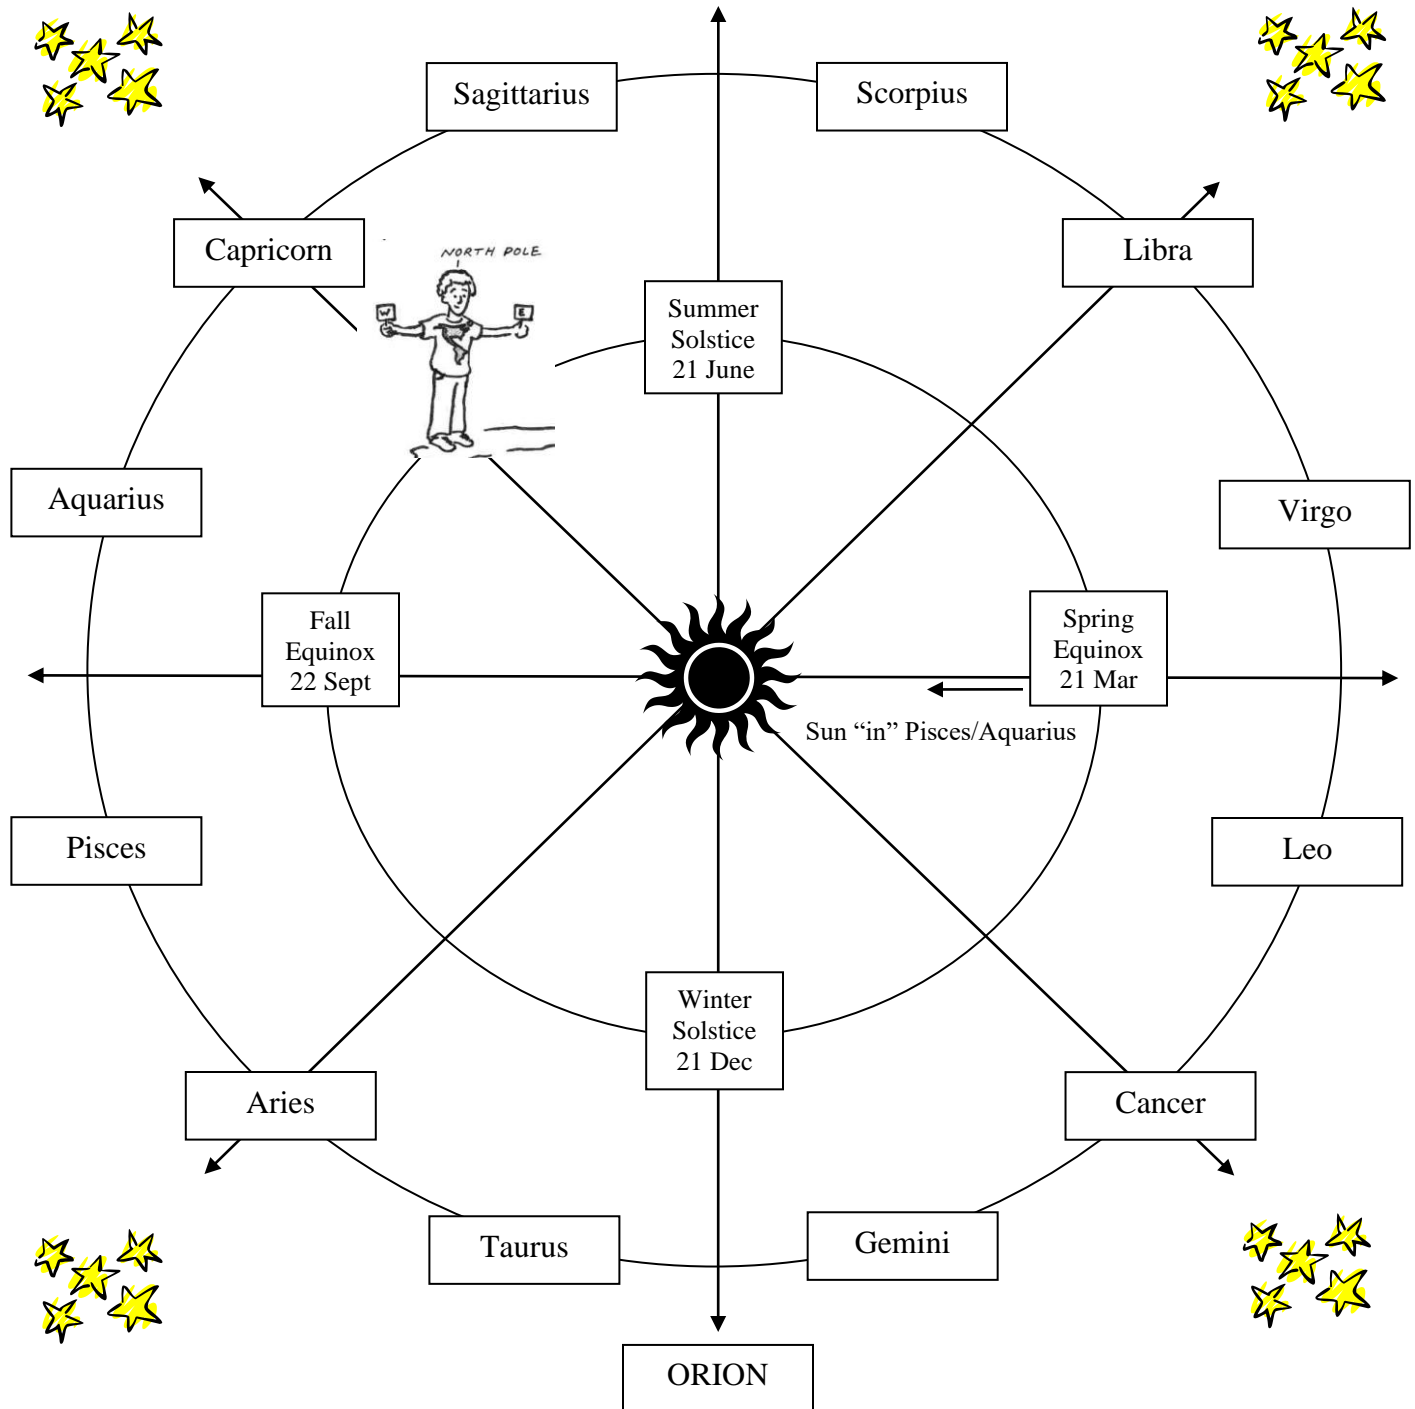 Sagittarius
Scorpius
Capricorn
Libra
NORTH POLE
W
E
Summer
Solstice
21 June
Aquarius
Virgo
Fall
Equinox
22 Sept
Spring
Equinox
21 Mar
Sun “in” Pisces/Aquarius
Pisces
Leo
Winter
Solstice
21 Dec
Aries
Cancer
Taurus
Gemini
ORION